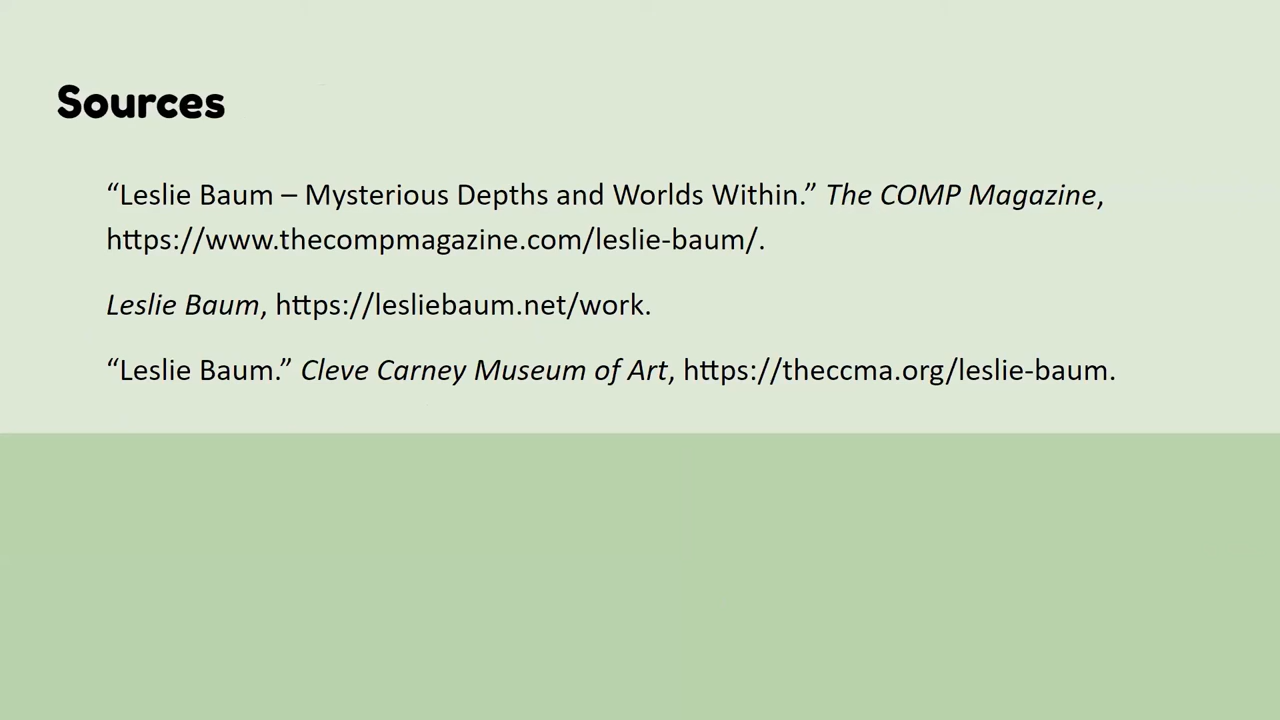 Sources
“Leslie Baum – Mysterious Depths and Worlds Within.” The COMP Magazine,
https://www.thecompmagazine.com/leslie-baum/.
Leslie Baum, https://lesliebaum.net/work.
“Leslie Baum.” Cleve Carney Museum of Art, https://theccma.org/leslie-baum.